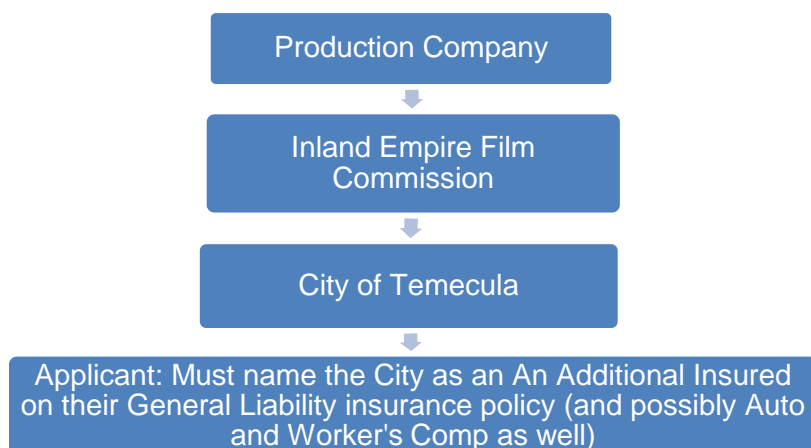 Production Company
Inland Empire Film
Commission
City of Temecula
Applicant: Must name the City as an An Additional Insured
on their General Liability insurance policy (and possibly Auto
and Worker's Comp as well)